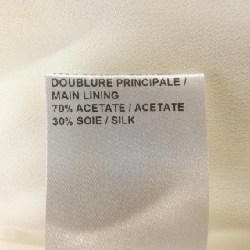 DOUBLURE PRINCIPALE /
MAIN LINING
70% ACETATE / ACETATE
30% SOIE / SILK